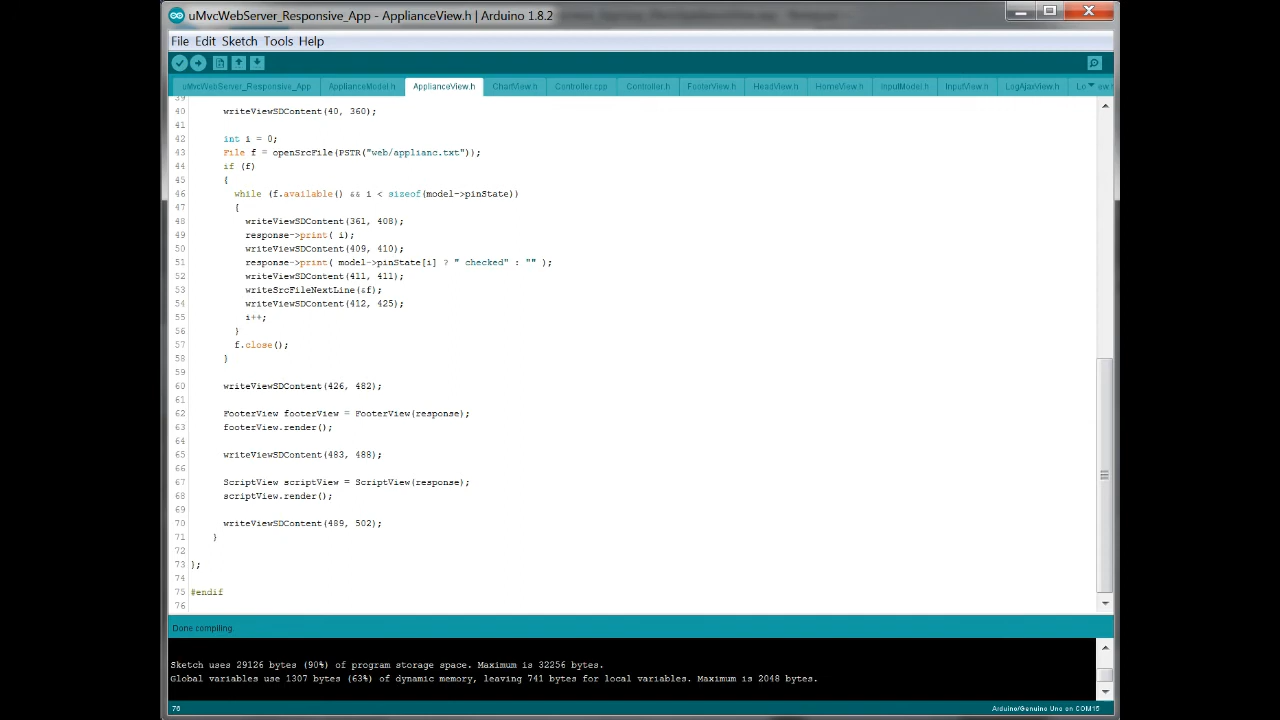 uMvcWebServer_Responsive_App - ApplianceView.h | Arduino 1.8.2
File Edit Sketch Tools Help
uMvcWebServer_Responsive_App ApplianceModel.h ApplianceView.h ChartView.h Controller.cpp Controller.h FooterView.h HeadView.h HomeView.h InputModel.h InputView.h LogAjaxView.h
39
40 writeViewSDContent(40, 360);
41
42 int i = 0;
43 File f = openSrcFile(PSTR("web/applianc.txt"));
44 if (f)
45 {
46 while (f.available() && i < sizeof(model->pinState))
47 {
48 writeViewSDContent(361, 408);
49 response->print( i);
50 writeViewSDContent(409, 410);
51 response->print( model->pinState[i] ? " checked" : "" );
52 writeViewSDContent(411, 411);
53 writeSrcFileNextLine(&f);
54 writeViewSDContent(412, 425);
55 i++;
56 }
57 f.close();
58 }
59
60 writeViewSDContent(426, 482);
61
62 FooterView footerView = FooterView(response);
63 footerView.render();
64
65 writeViewSDContent(483, 488);
66
67 ScriptView scriptView = ScriptView(response);
68 scriptView.render();
69
70 writeViewSDContent(489, 502);
71 }
72
73 };
74
75 #endif
76
Done compiling
Sketch uses 29126 bytes (90%) of program storage space. Maximum is 32256 bytes.
Global variables use 1307 bytes (63%) of dynamic memory, leaving 741 bytes for local variables. Maximum is 2048 bytes.
76 Arduino/Genuino Uno on COM15